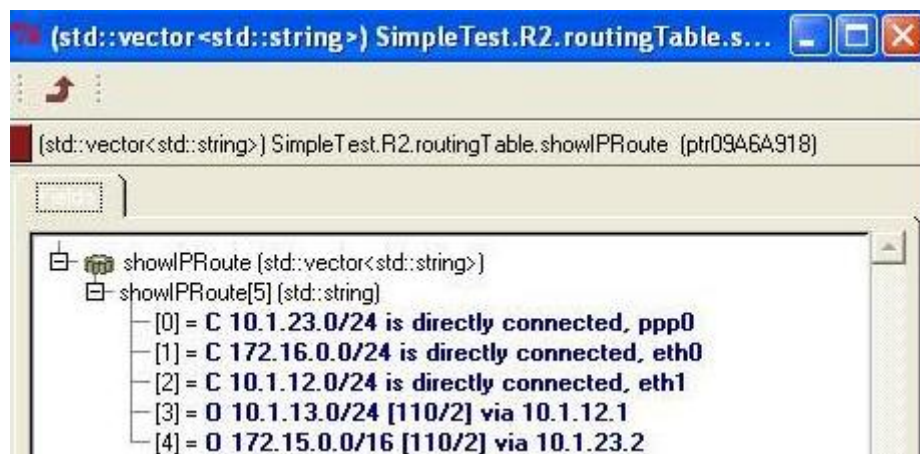 (std::vector<std::string>) SimpleTest.R2.routingTable.s...
(std::vector<std::string>) SimpleTest.R2.routingTable.showIPRoute (ptr09A6A918)
showIPRoute (std::vector<std::string>)
showIPRoute[5] (std::string)
[0] = C 10.1.23.0/24 is directly connected, ppp0
[1] = C 172.16.0.0/24 is directly connected, eth0
[2] = C 10.1.12.0/24 is directly connected, eth1
[3] = O 10.1.13.0/24 [110/2] via 10.1.12.1
[4] = O 172.15.0.0/16 [110/2] via 10.1.23.2